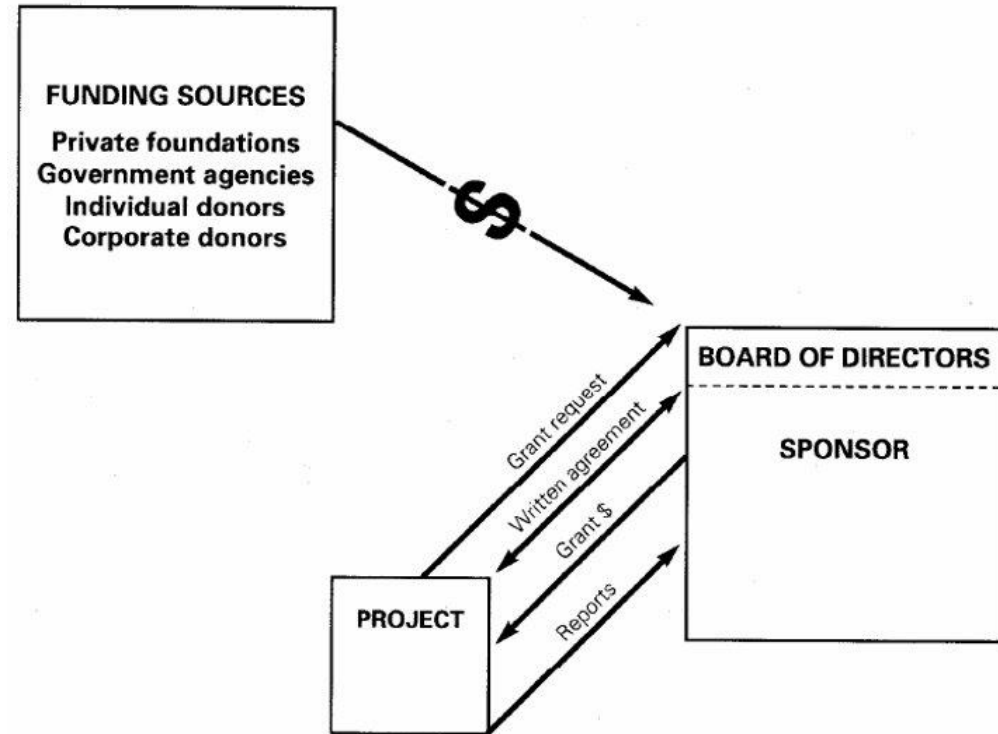 FUNDING SOURCES
Private foundations
Government agencies
Individual donors
Corporate donors
$
BOARD OF DIRECTORS
SPONSOR
Grant request
Written agreement
Grant $
Reports
PROJECT